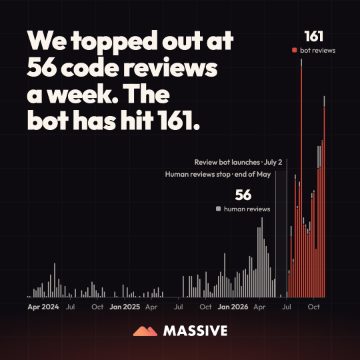 We topped out at
56 code reviews
a week. The
bot has hit 161.
161
bot reviews
Review bot launches · July 2
Human reviews stop · end of May
56
human reviews
Apr 2024 Jul Oct Jan 2025 Apr Jul Oct Jan 2026 Apr Jul Oct
MASSIVE